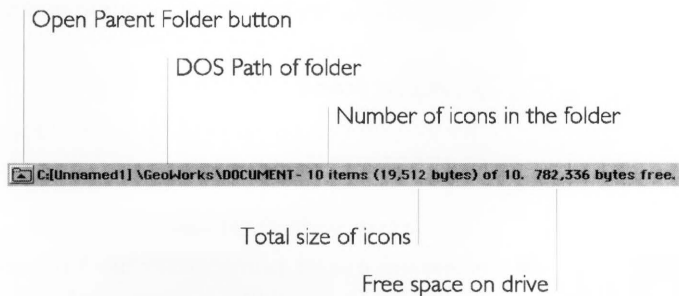 Open Parent Folder button
DOS Path of folder
Number of icons in the folder
C:[Unnamed1] \GeoWorks\DOCUMENT - 10 items (19,512 bytes) of 10. 782,336 bytes free.
Total size of icons
Free space on drive